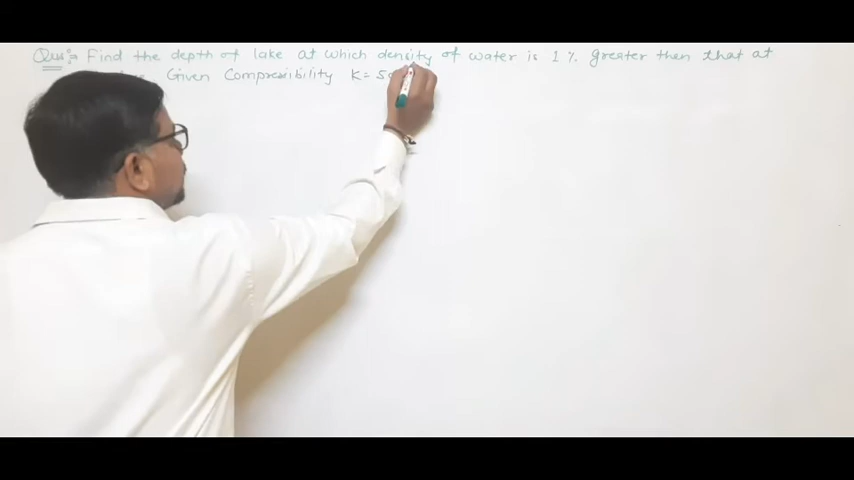 Ques:- Find the depth of lake at which density of water is 1 % greater then that at
Given Compressibility K = 50